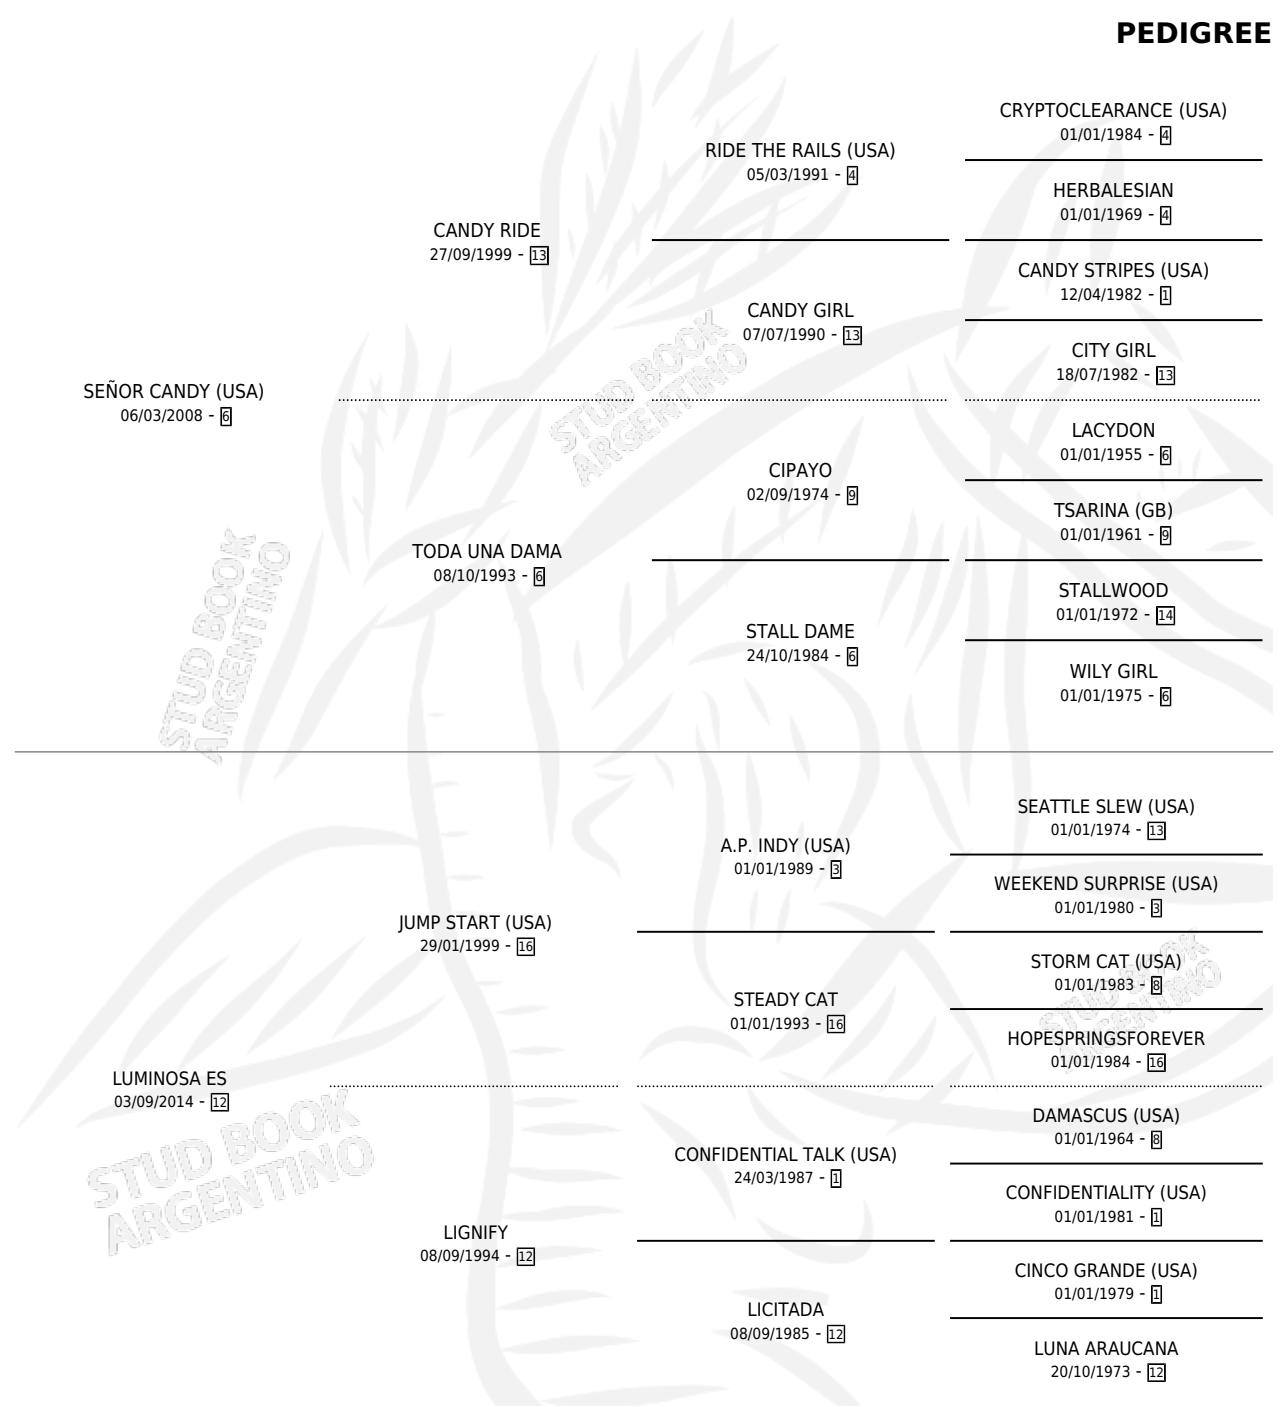 PEDIGREE
CRYPTOCLEARANCE (USA)
01/01/1984 - 4
RIDE THE RAILS (USA)
05/03/1991 - 4
HERBALESIAN
01/01/1969 - 4
CANDY RIDE
27/09/1999 - 13
CANDY STRIPES (USA)
12/04/1982 - 1
CANDY GIRL
07/07/1990 - 13
CITY GIRL
18/07/1982 - 13
SEÑOR CANDY (USA)
06/03/2008 - 6
LACYDON
01/01/1955 - 6
CIPAYO
02/09/1974 - 9
TSARINA (GB)
01/01/1961 - 9
TODA UNA DAMA
08/10/1993 - 6
STALLWOOD
01/01/1972 - 14
STALL DAME
24/10/1984 - 6
WILY GIRL
01/01/1975 - 6
SEATTLE SLEW (USA)
01/01/1974 - 13
A.P. INDY (USA)
01/01/1989 - 3
WEEKEND SURPRISE (USA)
01/01/1980 - 3
JUMP START (USA)
29/01/1999 - 16
STORM CAT (USA)
01/01/1983 - 8
STEADY CAT
01/01/1993 - 16
HOPESPRINGSFOREVER
01/01/1984 - 16
LUMINOSA ES
03/09/2014 - 12
DAMASCUS (USA)
01/01/1964 - 8
CONFIDENTIAL TALK (USA)
24/03/1987 - 1
CONFIDENTIALITY (USA)
01/01/1981 - 1
LIGNIFY
08/09/1994 - 12
CINCO GRANDE (USA)
01/01/1979 - 1
LICITADA
08/09/1985 - 12
LUNA ARAUCANA
20/10/1973 - 12
STUD BOOK
ARGENTINO
STUD BOOK
ARGENTINO
STUD BOOK
ARGENTINO
STUD BOOK
ARGENTINO